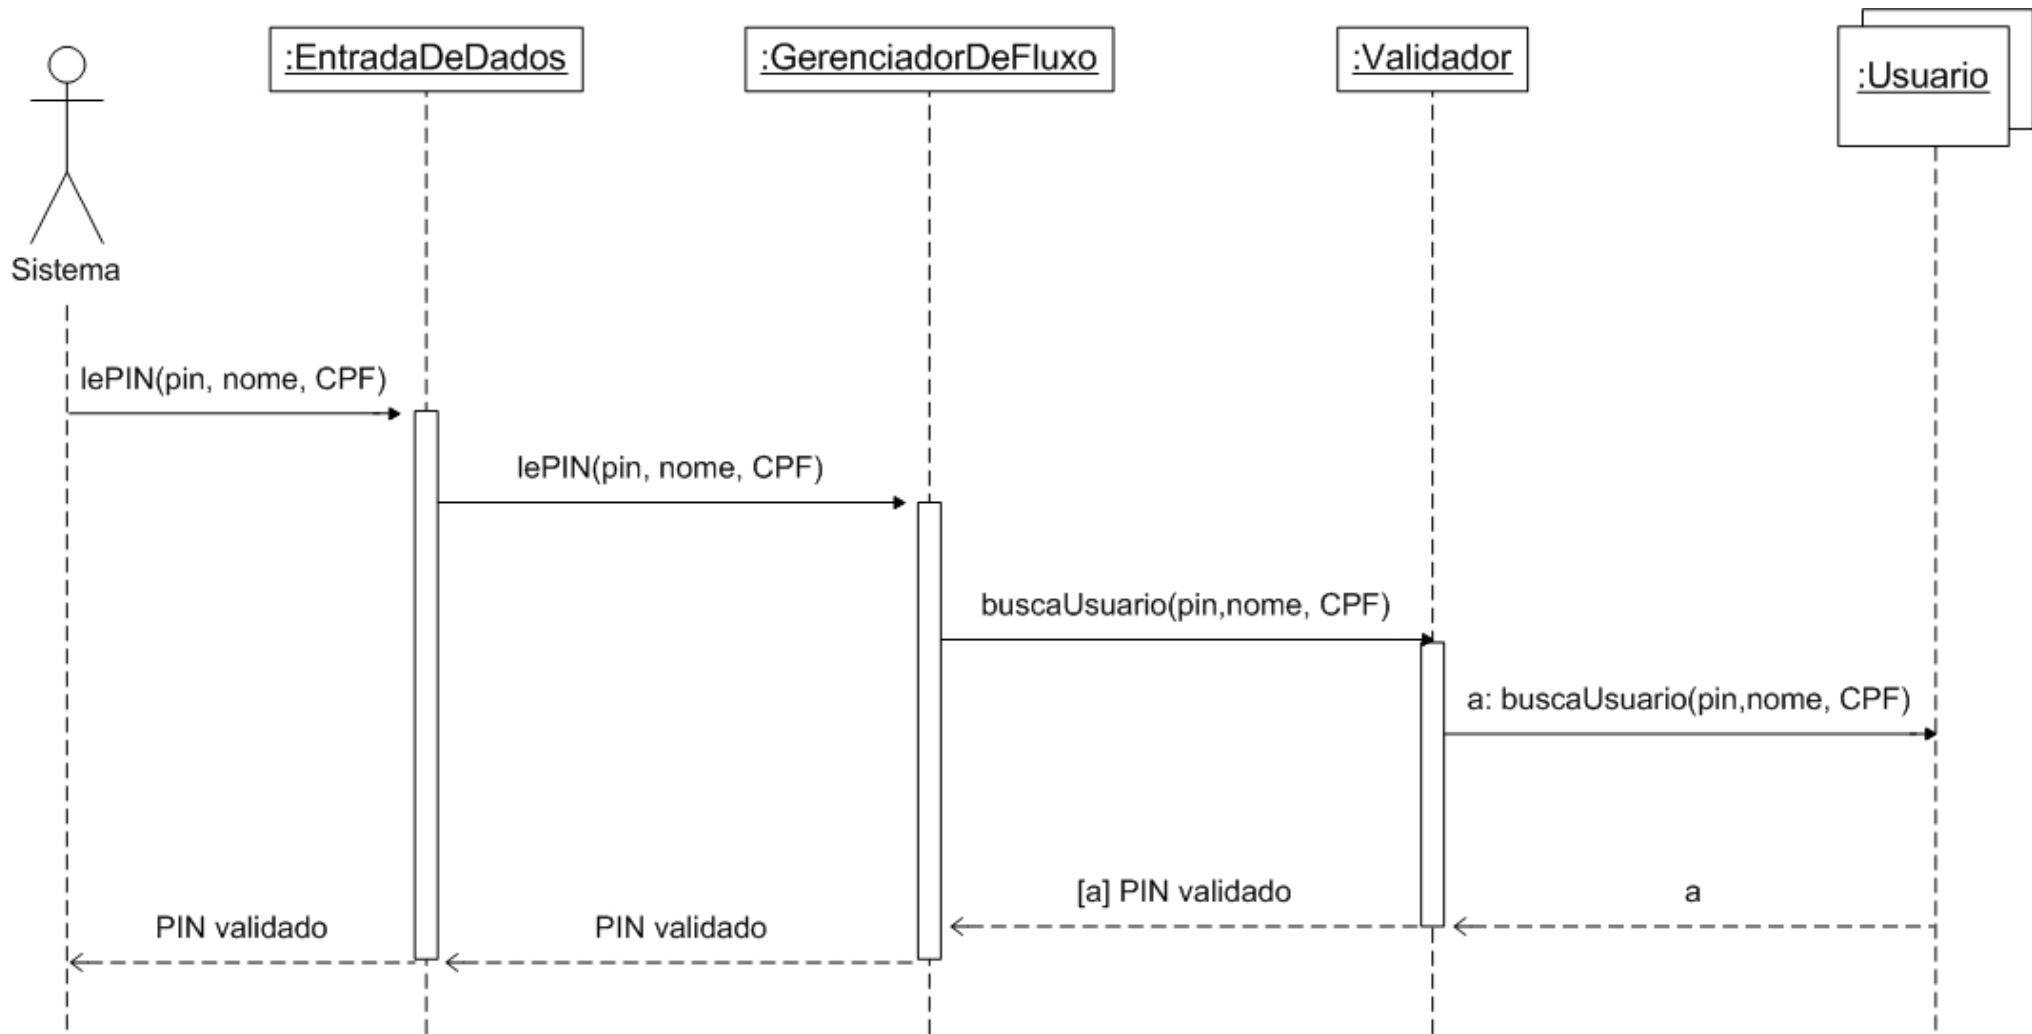 :EntradaDeDados
:GerenciadorDeFluxo
:Validador
:Usuario
Sistema
lePIN(pin, nome, CPF)
lePIN(pin, nome, CPF)
buscaUsuario(pin,nome, CPF)
a: buscaUsuario(pin,nome, CPF)
[a] PIN validado
a
PIN validado
PIN validado